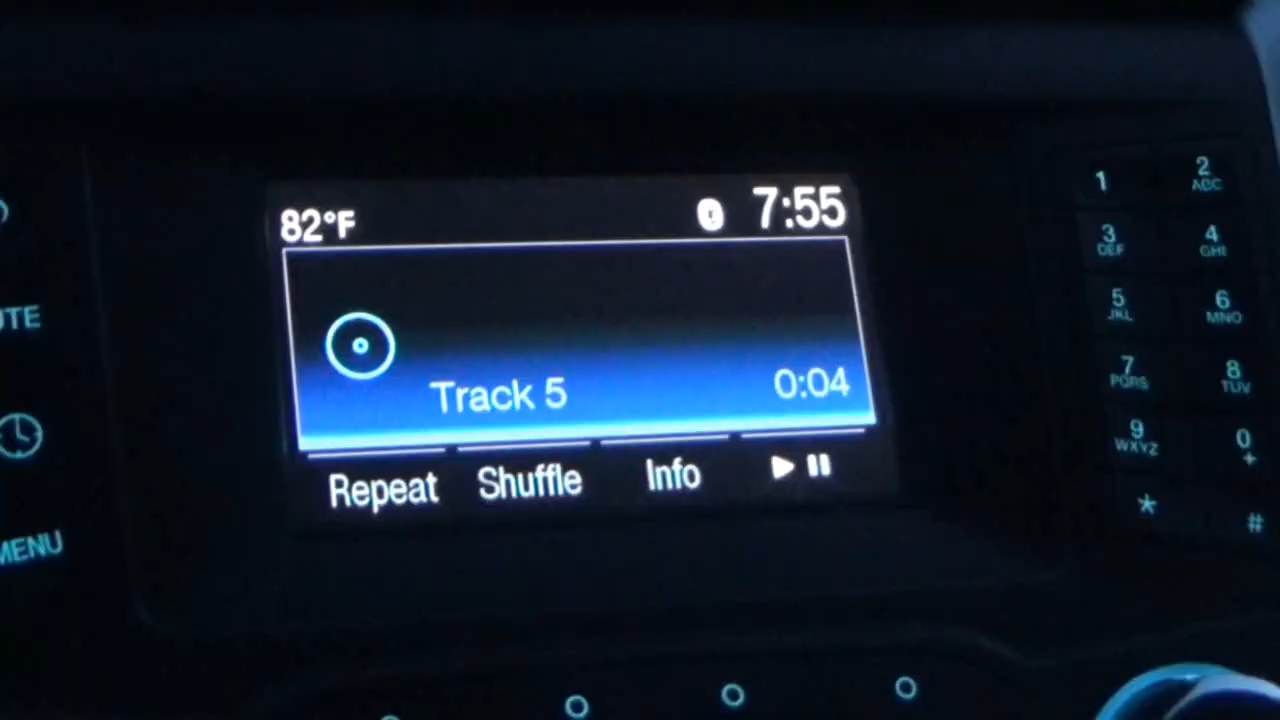 82°F 7:55
Track 5 0:04
Repeat Shuffle Info
UTE
MENU
1 2
ABC
3 4
DEF GHI
5 6
JKL MNO
7 8
PQRS TUV
9 0
WXYZ +
* #